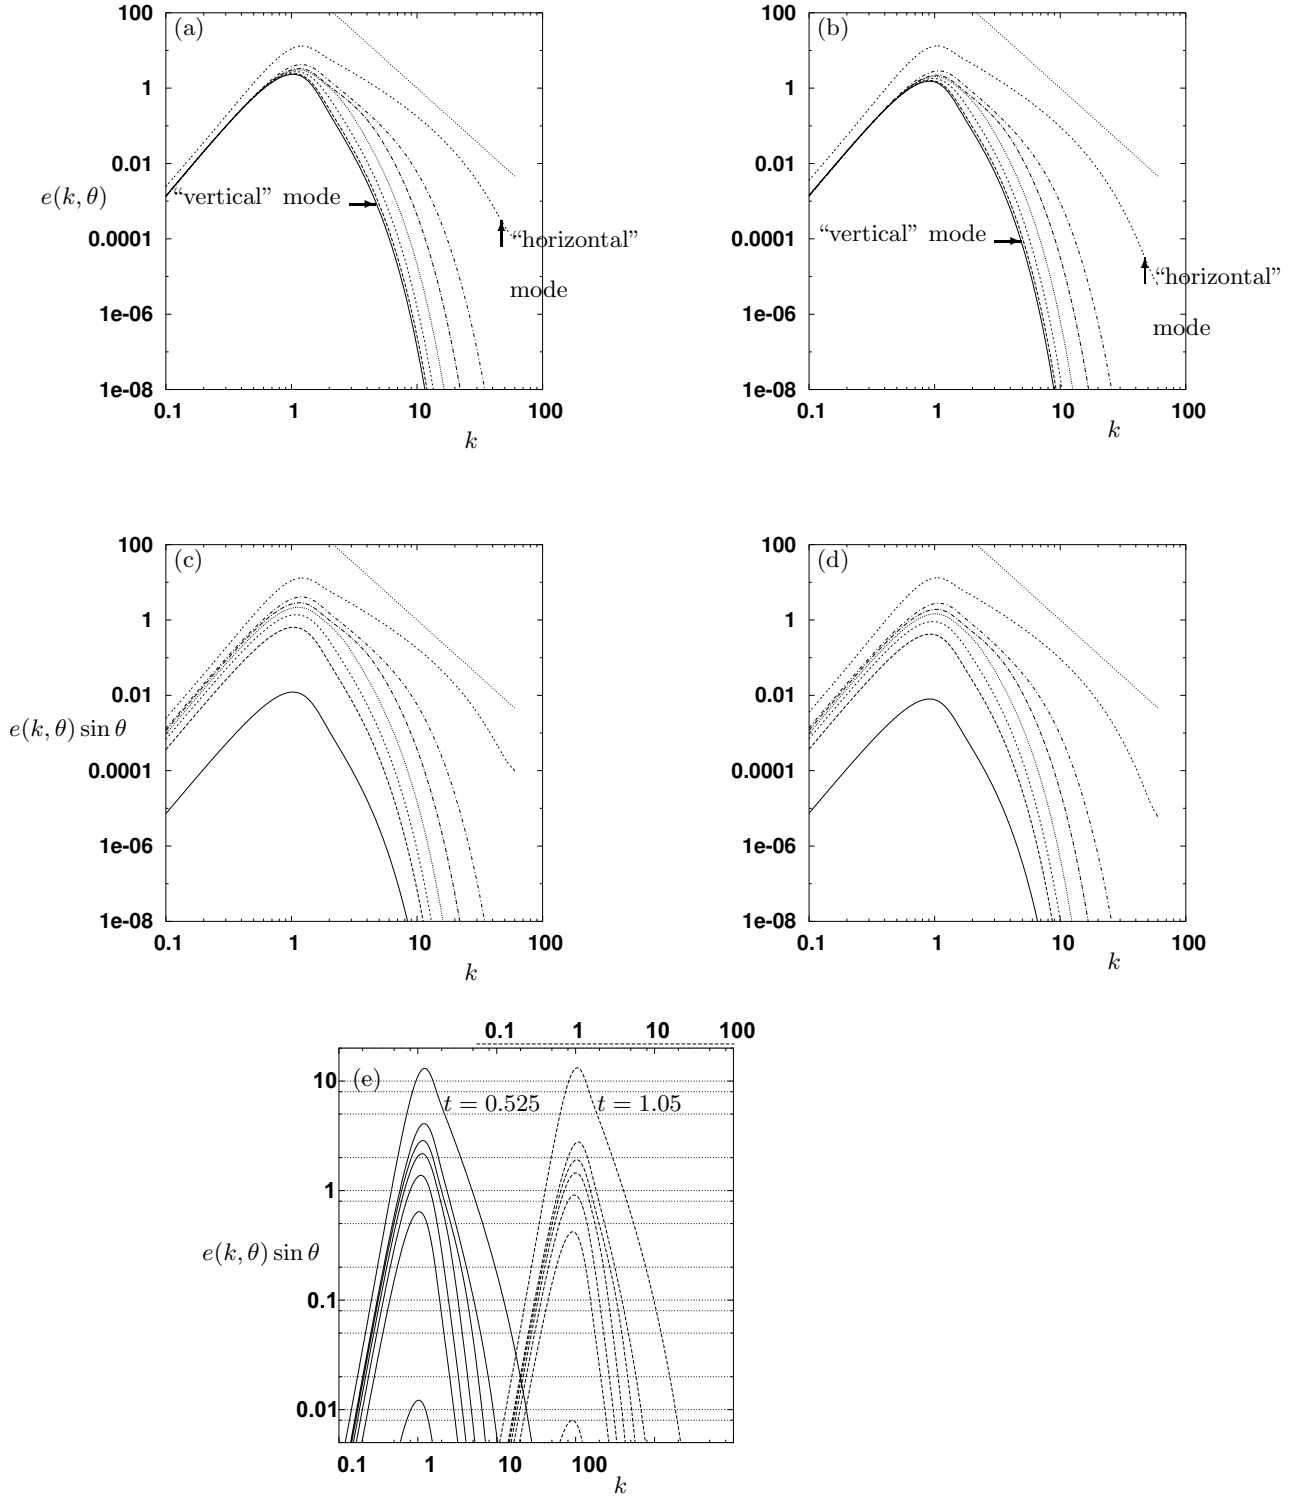 100
(a)
1
0.01
e(k, θ)
“vertical” mode
0.0001
“horizontal”
mode
1e-06
1e-08
0.1
1
10
100
k
100
(b)
1
0.01
0.0001
“vertical” mode
“horizontal”
mode
1e-06
1e-08
0.1
1
10
100
k
100
(c)
1
0.01
e(k, θ) sin θ
0.0001
1e-06
1e-08
0.1
1
10
100
k
100
(d)
1
0.01
0.0001
1e-06
1e-08
0.1
1
10
100
k
0.1
1
10
100
10
(e)
t = 0.525
t = 1.05
1
e(k, θ) sin θ
0.1
0.01
0.1
1
10
100
k